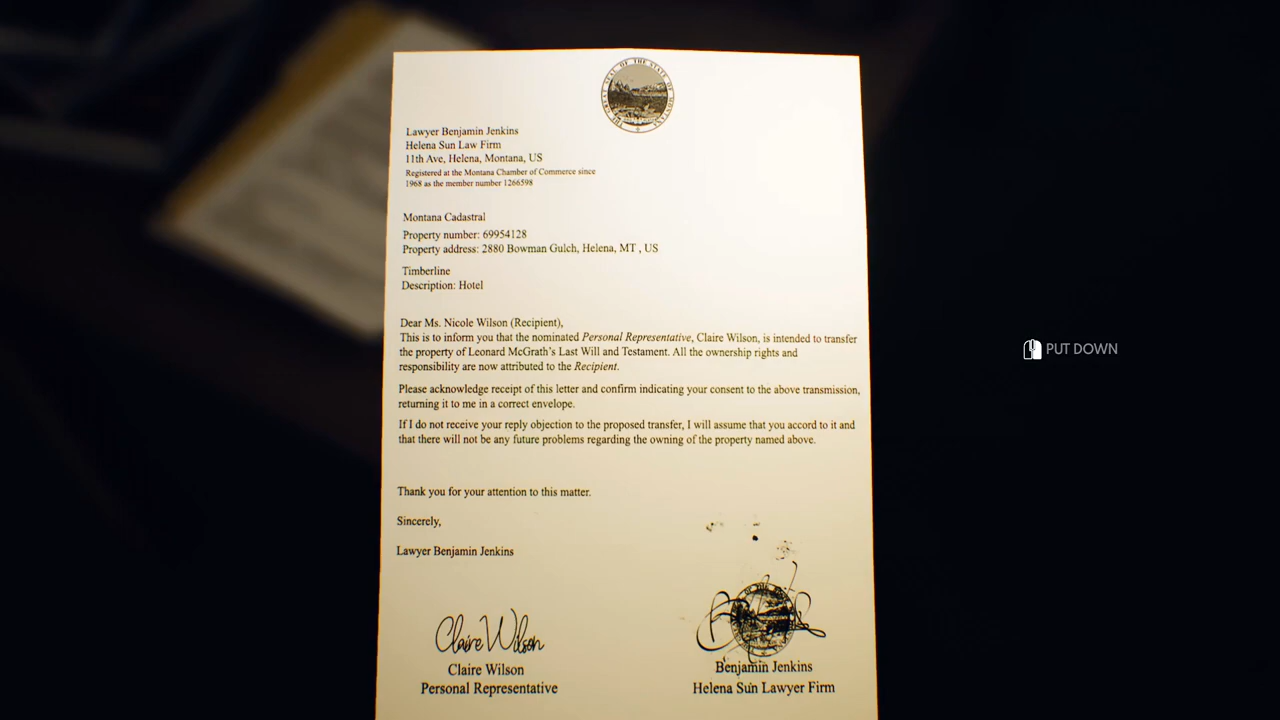 THE GREAT SEAL OF THE STATE OF MONTANA
Lawyer Benjamin Jenkins
Helena Sun Law Firm
11th Ave, Helena, Montana, US
Registered at the Montana Chamber of Commerce since
1968 as the member number 1266598
Montana Cadastral
Property number: 69954128
Property address: 2880 Bowman Gulch, Helena, MT , US
Timberline
Description: Hotel
Dear Ms. Nicole Wilson (Recipient),
This is to inform you that the nominated Personal Representative, Claire Wilson, is intended to transfer
the property of Leonard McGrath's Last Will and Testament. All the ownership rights and
responsibility are now attributed to the Recipient.
Please acknowledge receipt of this letter and confirm indicating your consent to the above transmission,
returning it to me in a correct envelope.
If I do not receive your reply objection to the proposed transfer, I will assume that you accord to it and
that there will not be any future problems regarding the owning of the property named above.
PUT DOWN
Thank you for your attention to this matter.
Sincerely,
Lawyer Benjamin Jenkins
Claire Wilson
Claire Wilson
Personal Representative
Benjamin Jenkins
Helena Sun Lawyer Firm